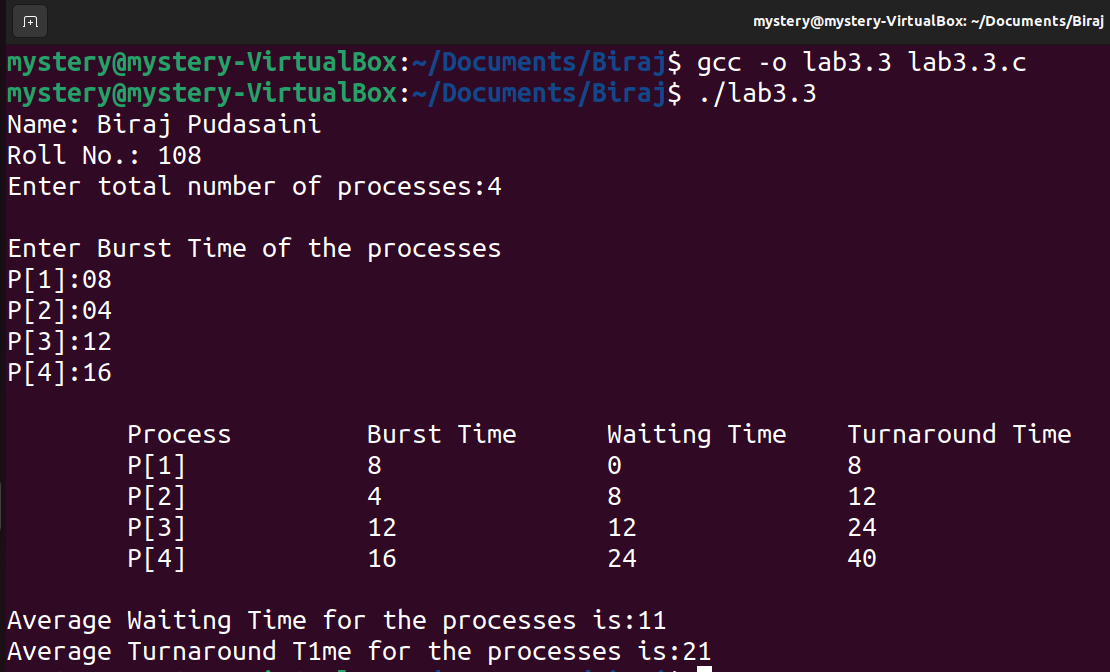 mystery@mystery-VirtualBox: ~/Documents/Biraj
mystery@mystery-VirtualBox:~/Documents/Biraj$ gcc -o lab3.3 lab3.3.c
mystery@mystery-VirtualBox:~/Documents/Biraj$ ./lab3.3
Name: Biraj Pudasaini
Roll No.: 108
Enter total number of processes:4
Enter Burst Time of the processes
P[1]:08
P[2]:04
P[3]:12
P[4]:16
Process Burst Time Waiting Time Turnaround Time
P[1] 8 0 8
P[2] 4 8 12
P[3] 12 12 24
P[4] 16 24 40
Average Waiting Time for the processes is:11
Average Turnaround T1me for the processes is:21